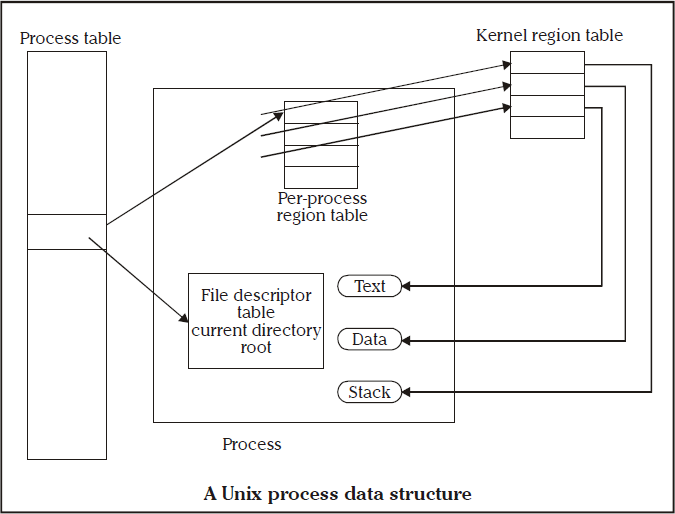 Process table
Kernel region table
Per-process
region table
File descriptor
table
current directory
root
Text
Data
Stack
Process
A Unix process data structure